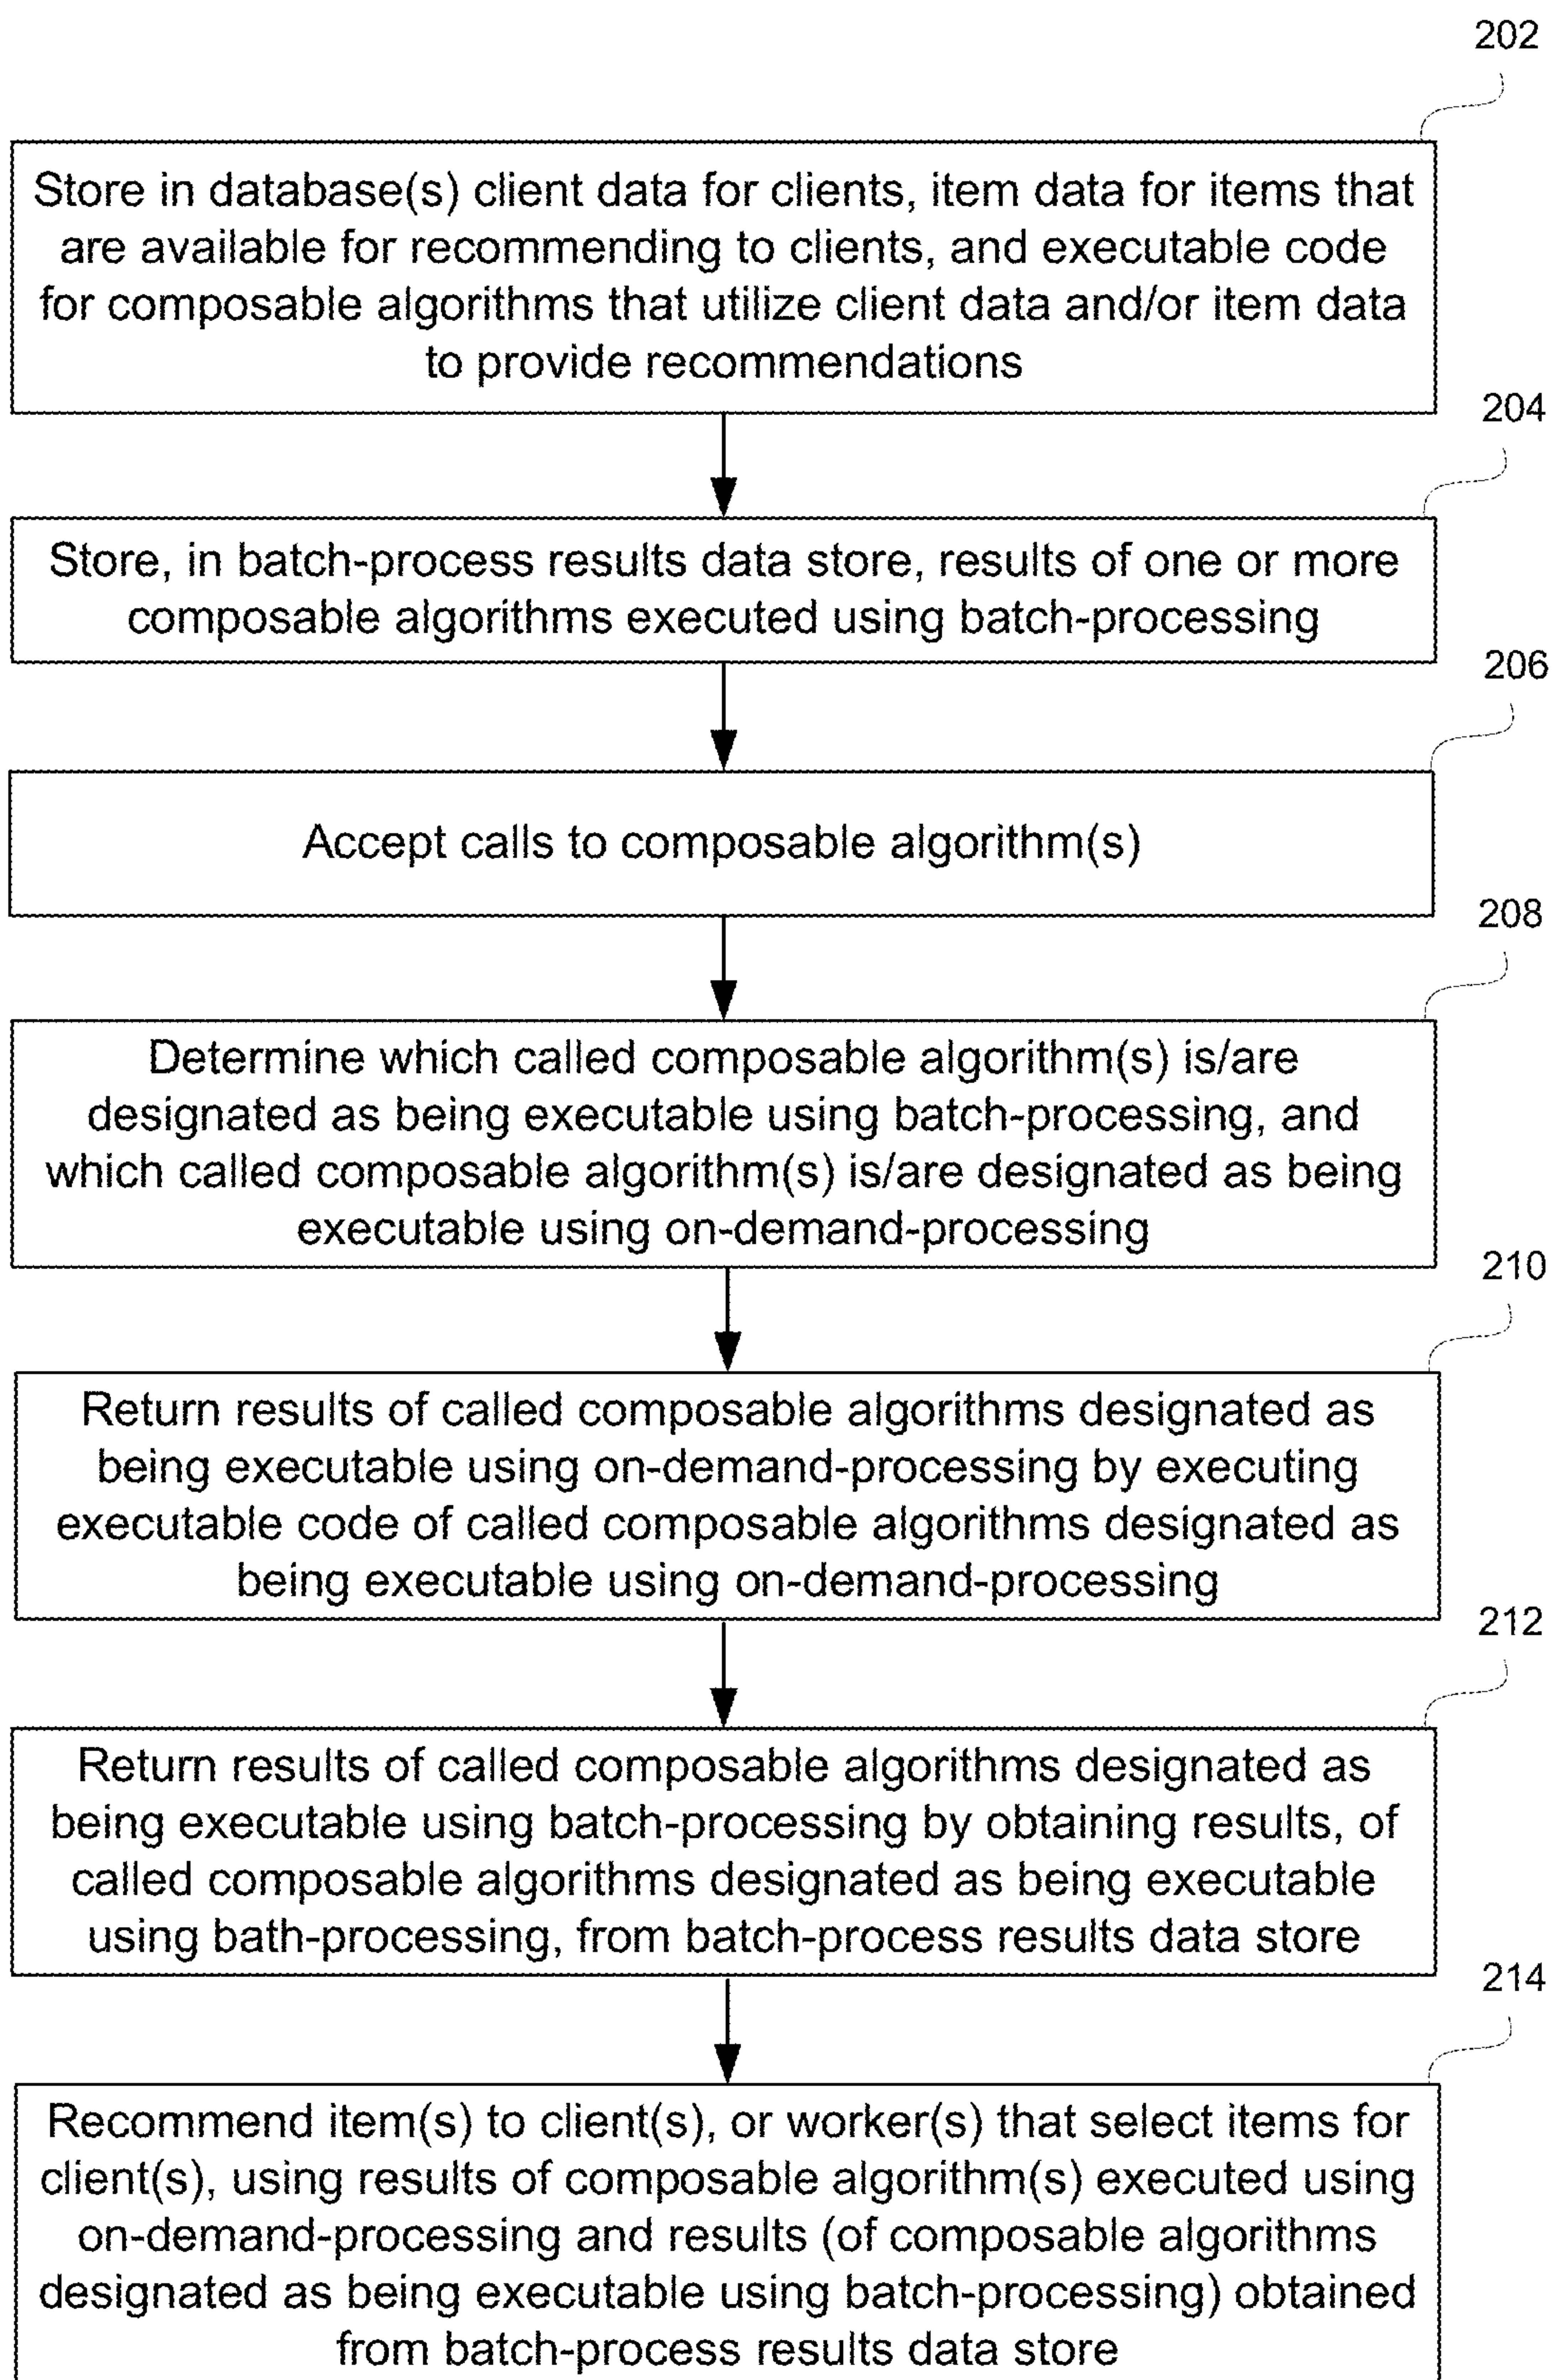 202
Store in database(s) client data for clients, item data for items that
are available for recommending to clients, and executable code
for composable algorithms that utilize client data and/or item data
to provide recommendations
204
Store, in batch-process results data store, results of one or more
composable algorithms executed using batch-processing
206
Accept calls to composable algorithm(s)
208
Determine which called composable algorithm(s) is/are
designated as being executable using batch-processing, and
which called composable algorithm(s) is/are designated as being
executable using on-demand-processing
210
Return results of called composable algorithms designated as
being executable using on-demand-processing by executing
executable code of called composable algorithms designated as
being executable using on-demand-processing
212
Return results of called composable algorithms designated as
being executable using batch-processing by obtaining results, of
called composable algorithms designated as being executable
using bath-processing, from batch-process results data store
214
Recommend item(s) to client(s), or worker(s) that select items for
client(s), using results of composable algorithm(s) executed using
on-demand-processing and results (of composable algorithms
designated as being executable using batch-processing) obtained
from batch-process results data store